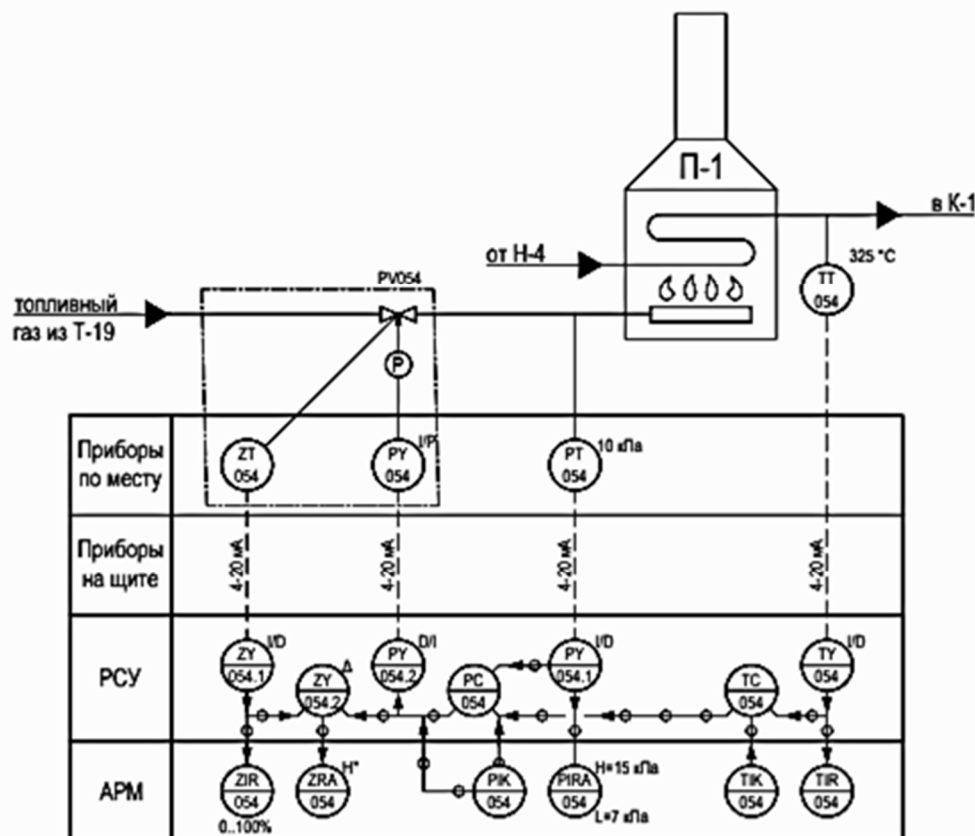 П-1
в К-1
от Н-4
325 °С
TT
054
PV054
топливный
газ из Т-19
P
Приборы
по месту
ZT
054
PY
054
I/P
PT
054
10 кПа
Приборы
на щите
4-20 мА
4-20 мА
4-20 мА
4-20 мА
РСУ
ZY
054.1
I/D
ZY
054.2
Δ
PY
054.2
D/I
PC
054
PY
054.1
I/D
TC
054
TY
054
I/D
АРМ
ZIR
054
0..100%
ZRA
054
H*
PIK
054
PIRA
054
H=15 кПа
L=7 кПа
TIK
054
TIR
054